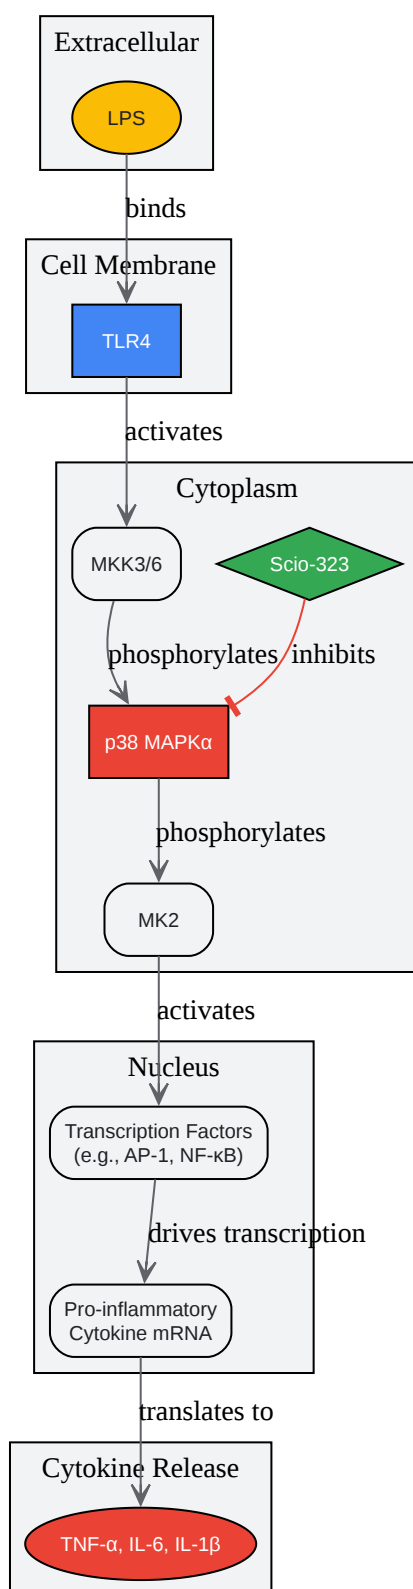 Extracellular
LPS
binds
Cell Membrane
TLR4
activates
Cytoplasm
MKK3/6
Scio-323
phosphorylates
inhibits
p38 MAPKα
phosphorylates
MK2
activates
Nucleus
Transcription Factors
(e.g., AP-1, NF-κB)
drives transcription
Pro-inflammatory
Cytokine mRNA
translates to
Cytokine Release
TNF-α, IL-6, IL-1β